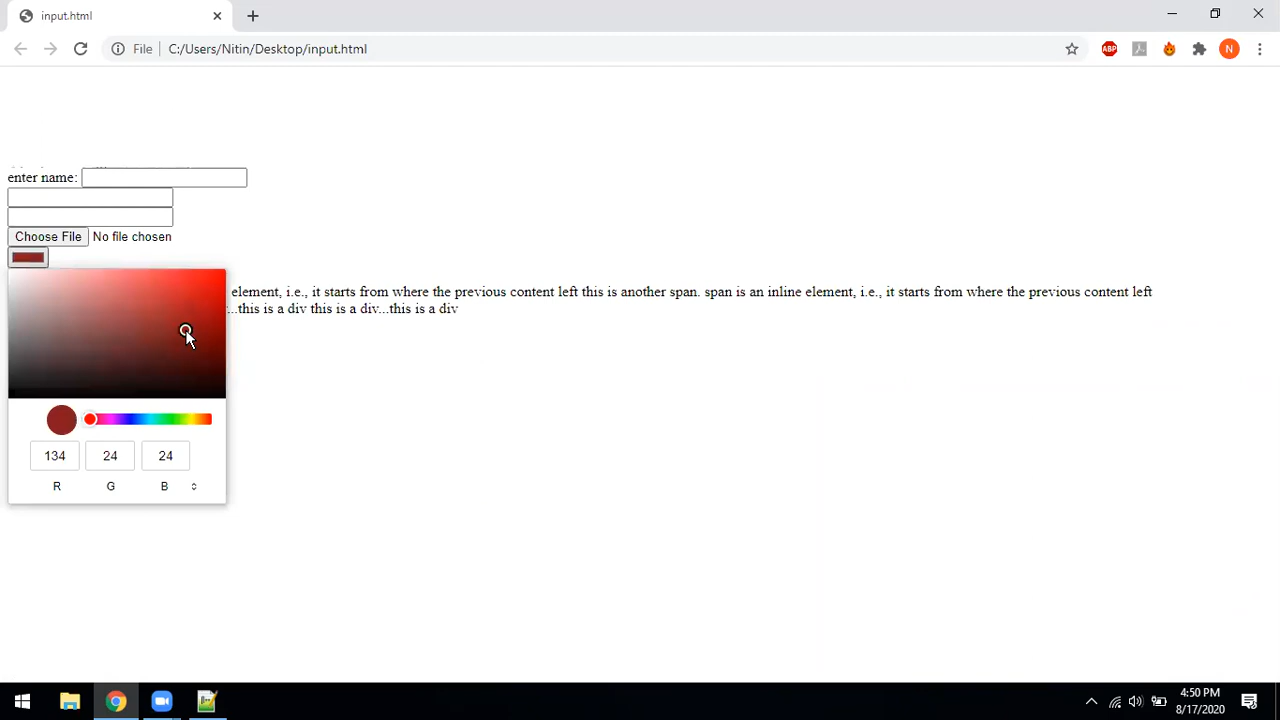 input.html
File C:/Users/Nitin/Desktop/input.html
ABP
N
enter name:
Choose File No file chosen
element, i.e., it starts from where the previous content left this is another span. span is an inline element, i.e., it starts from where the previous content left
...this is a div this is a div...this is a div
134 24 24
R G B
4:50 PM
8/17/2020